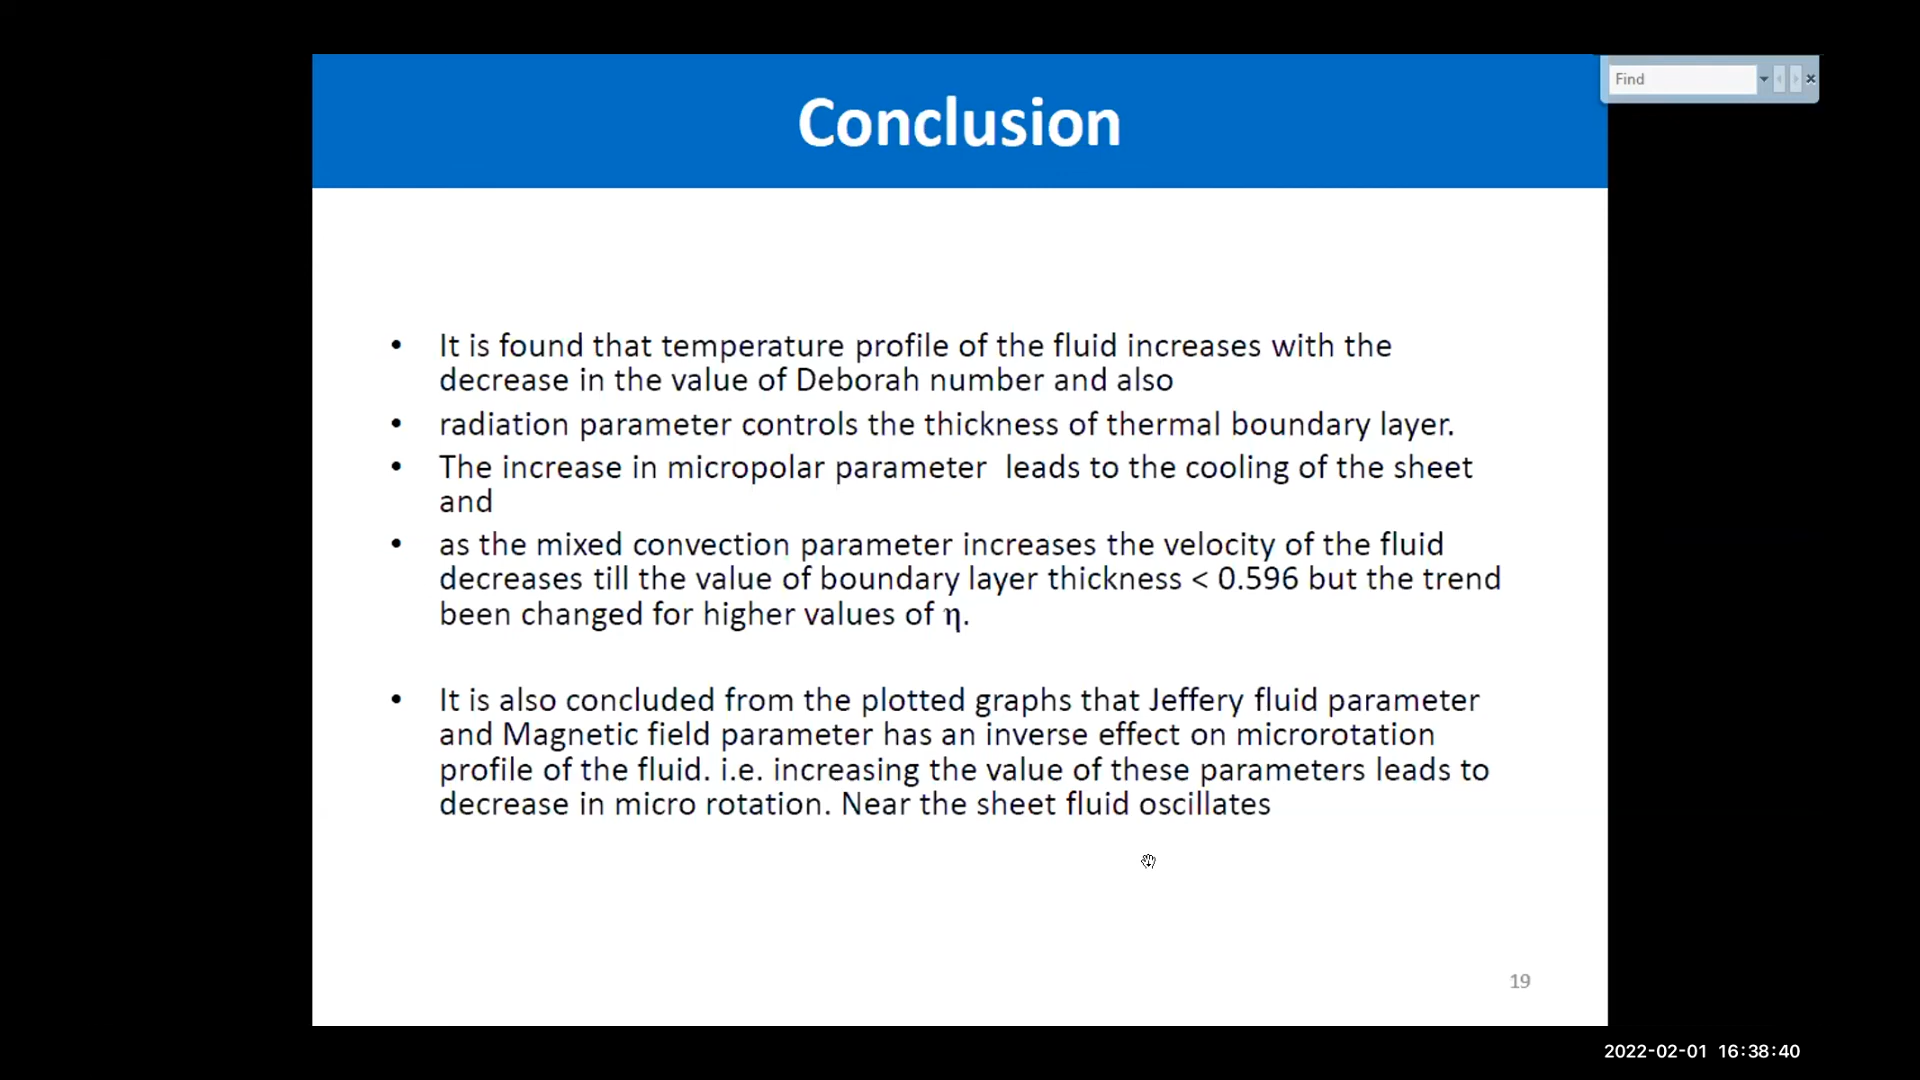 Conclusion
Find
• It is found that temperature profile of the fluid increases with the
decrease in the value of Deborah number and also
• radiation parameter controls the thickness of thermal boundary layer.
• The increase in micropolar parameter leads to the cooling of the sheet
and
• as the mixed convection parameter increases the velocity of the fluid
decreases till the value of boundary layer thickness < 0.596 but the trend
been changed for higher values of η.
• It is also concluded from the plotted graphs that Jeffery fluid parameter
and Magnetic field parameter has an inverse effect on microrotation
profile of the fluid. i.e. increasing the value of these parameters leads to
decrease in micro rotation. Near the sheet fluid oscillates
19
2022-02-01 16:38:40